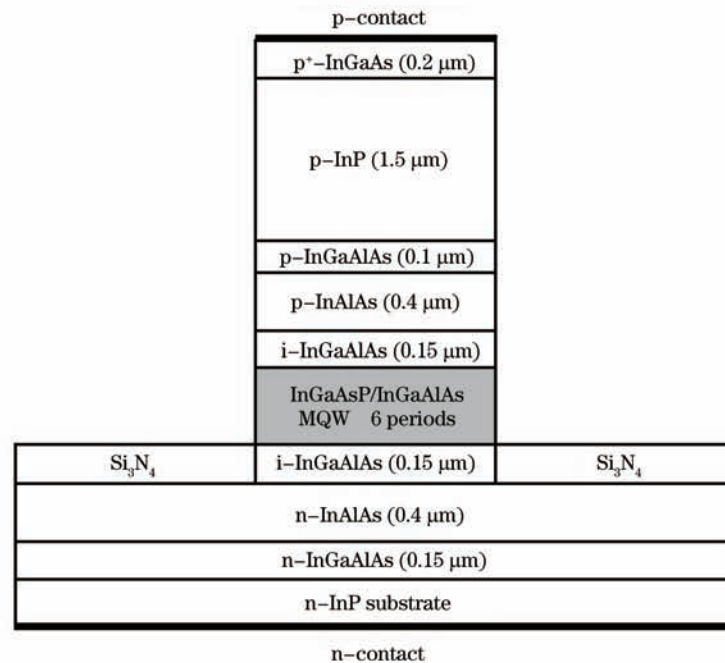 p-contact
p⁺-InGaAs (0.2 μm)
p-InP (1.5 μm)
p-InGaAlAs (0.1 μm)
p-InAlAs (0.4 μm)
i-InGaAlAs (0.15 μm)
InGaAsP/InGaAlAs
MQW 6 periods
Si₃N₄ i-InGaAlAs (0.15 μm) Si₃N₄
n-InAlAs (0.4 μm)
n-InGaAlAs (0.15 μm)
n-InP substrate
n-contact